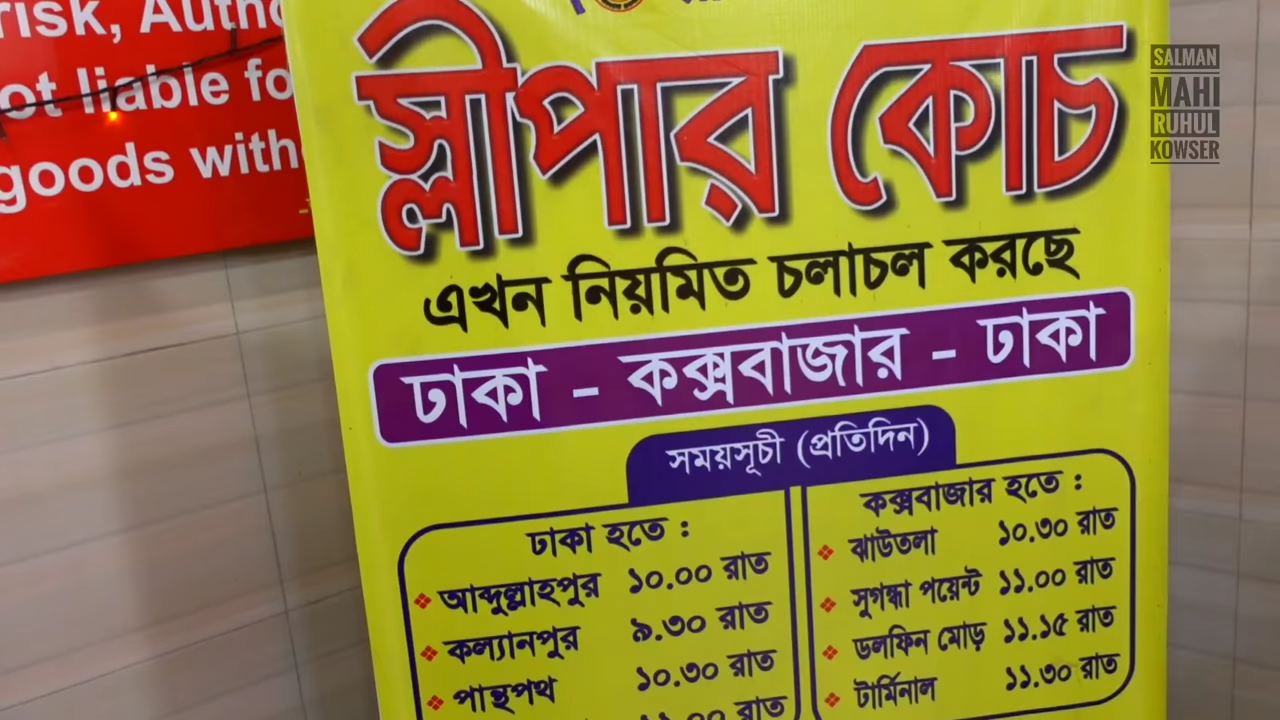 risk, Autho
ot liable fo
goods with
স্লীপার কোচ
এখন নিয়মিত চলাচল করছে
ঢাকা - কক্সবাজার - ঢাকা
সময়সূচী (প্রতিদিন)
ঢাকা হতে :
আব্দুল্লাহপুর ১০.০০ রাত
কল্যানপুর ৯.৩০ রাত
পান্থপথ ১০.৩০ রাত
১১.০০ রাত
কক্সবাজার হতে :
ঝাউতলা ১০.৩০ রাত
সুগন্ধা পয়েন্ট ১১.০০ রাত
ডলফিন মোড় ১১.১৫ রাত
টার্মিনাল ১১.৩০ রাত
SALMAN
MAHI
RUHUL
KOWSER